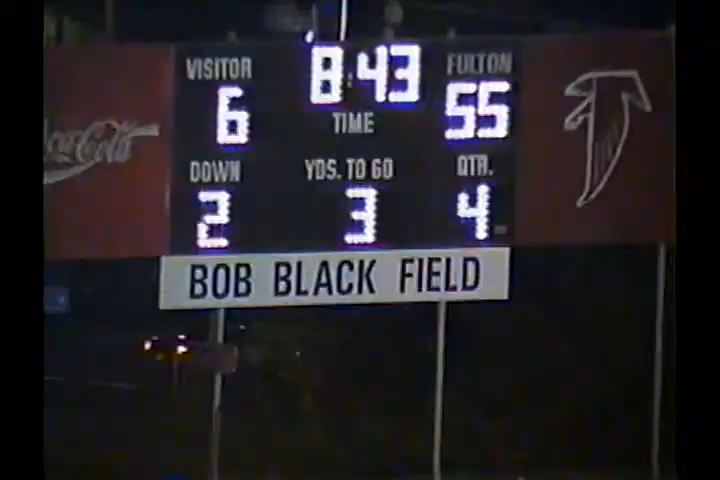 VISITOR 8:43 FULTON
6 TIME 55
DOWN YDS. TO GO QTR.
2 3 4
BOB BLACK FIELD
Coca-Cola